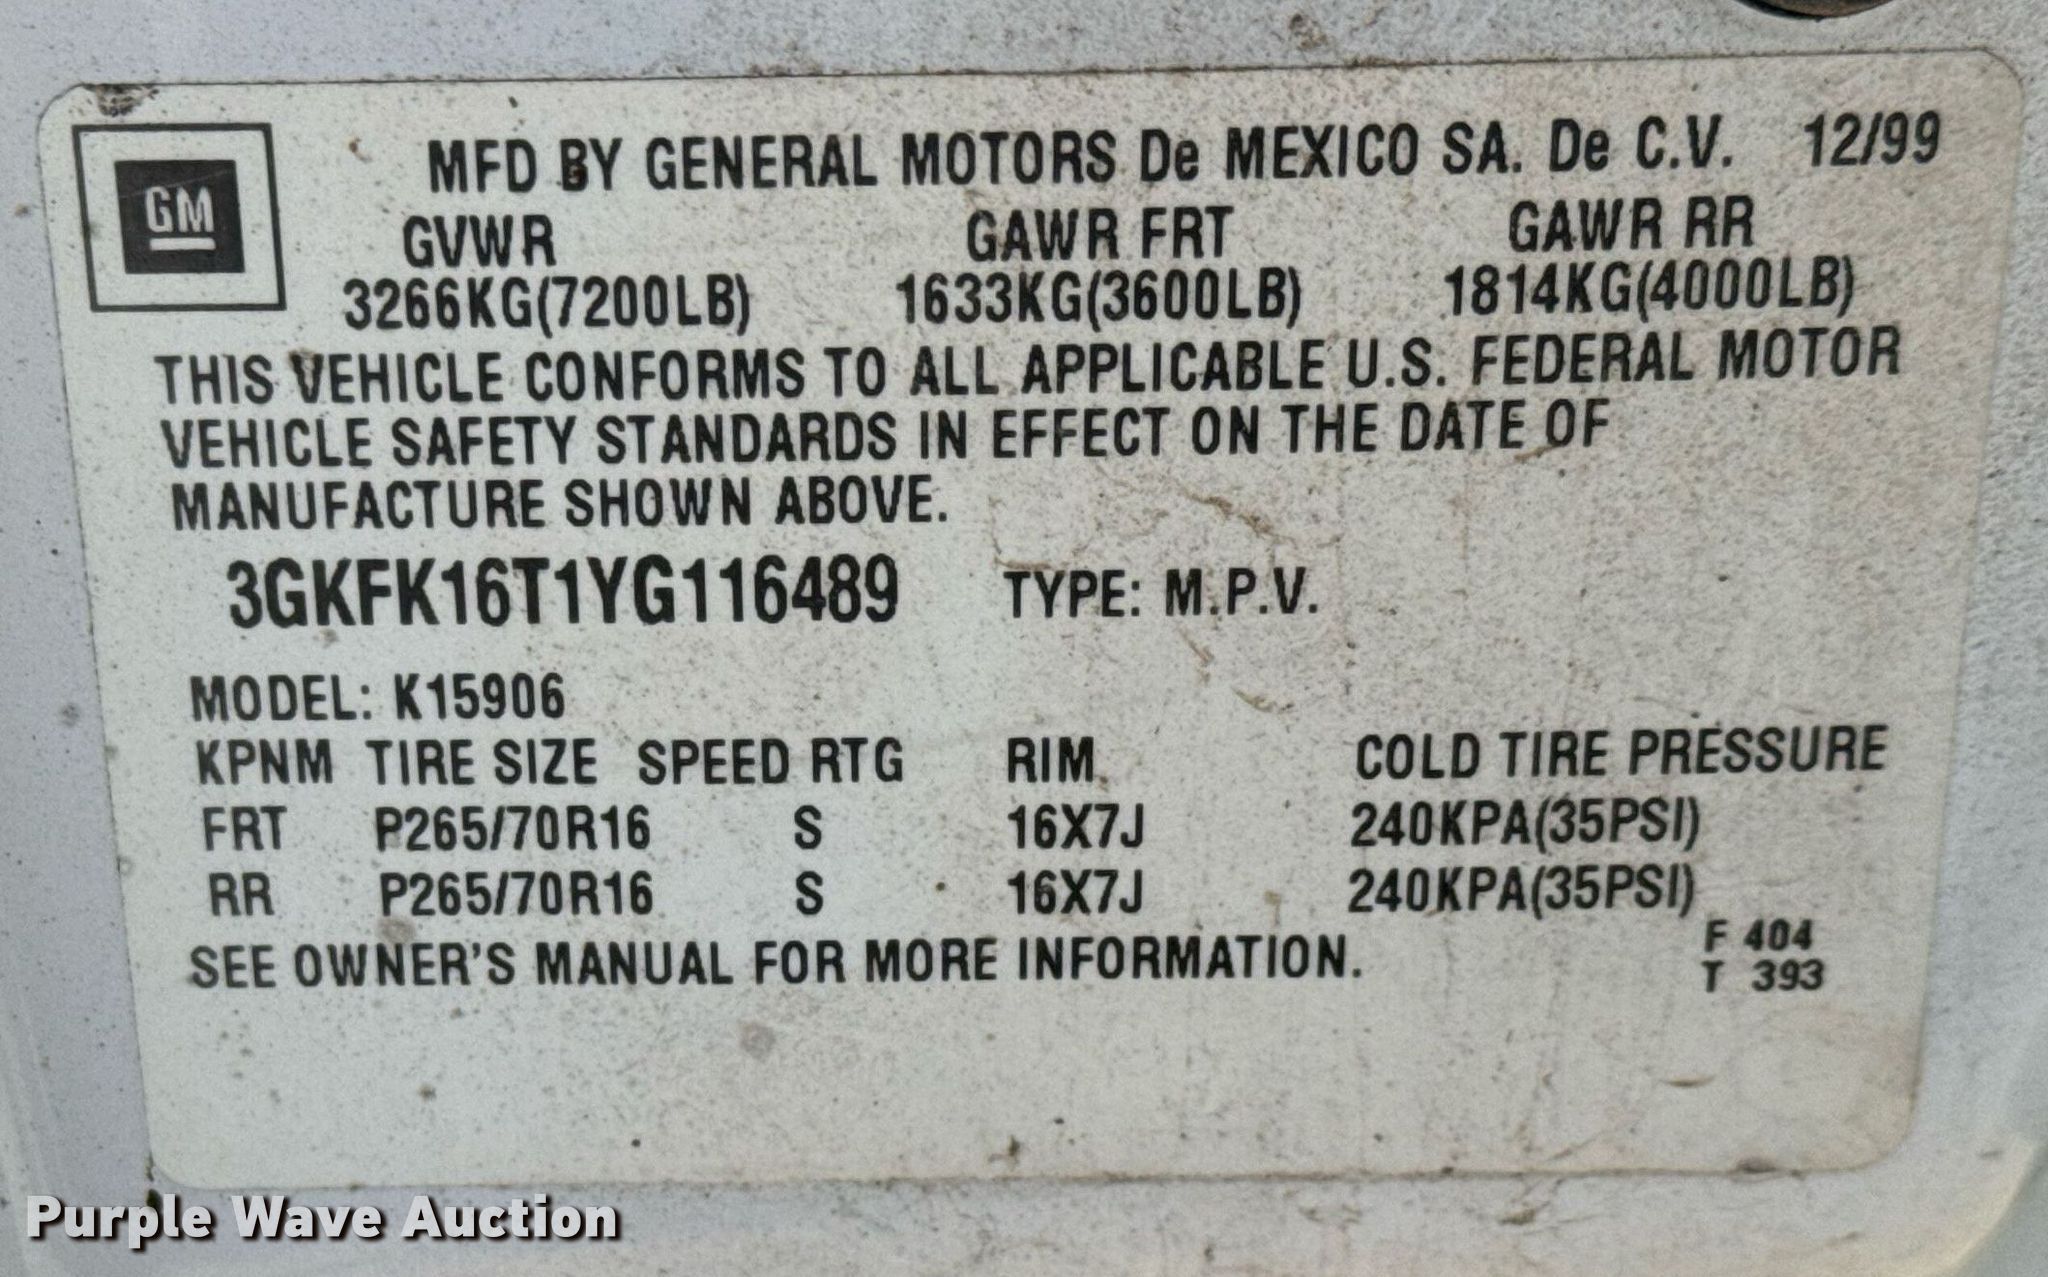 GM
MFD BY GENERAL MOTORS De MEXICO SA. De C.V. 12/99
GVWR GAWR FRT GAWR RR
3266KG(7200LB) 1633KG(3600LB) 1814KG(4000LB)
THIS VEHICLE CONFORMS TO ALL APPLICABLE U.S. FEDERAL MOTOR
VEHICLE SAFETY STANDARDS IN EFFECT ON THE DATE OF
MANUFACTURE SHOWN ABOVE.
3GKFK16T1YG116489 TYPE: M.P.V.
MODEL: K15906
KPNM TIRE SIZE SPEED RTG RIM COLD TIRE PRESSURE
FRT P265/70R16 S 16X7J 240KPA(35PSI)
RR P265/70R16 S 16X7J 240KPA(35PSI)
SEE OWNER'S MANUAL FOR MORE INFORMATION.
F 404
T 393
Purple Wave Auction